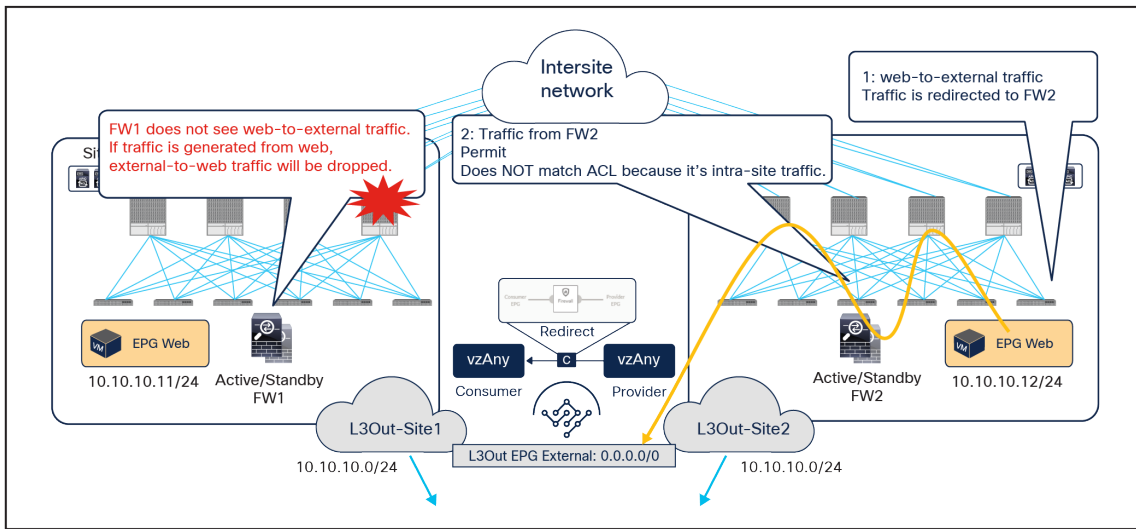 Intersite
network
1: web-to-external traffic
Traffic is redirected to FW2
FW1 does not see web-to-external traffic.
If traffic is generated from web,
external-to-web traffic will be dropped.
2: Traffic from FW2
Permit
Does NOT match ACL because it's intra-site traffic.
Consumer
EPG
Firewall
Provider
EPG
Redirect
VM
EPG Web
10.10.10.11/24
Active/Standby
FW1
vzAny
C
vzAny
Consumer
Provider
Active/Standby
FW2
VM
EPG Web
10.10.10.12/24
L3Out-Site1
L3Out-Site2
L3Out EPG External: 0.0.0.0/0
10.10.10.0/24
10.10.10.0/24